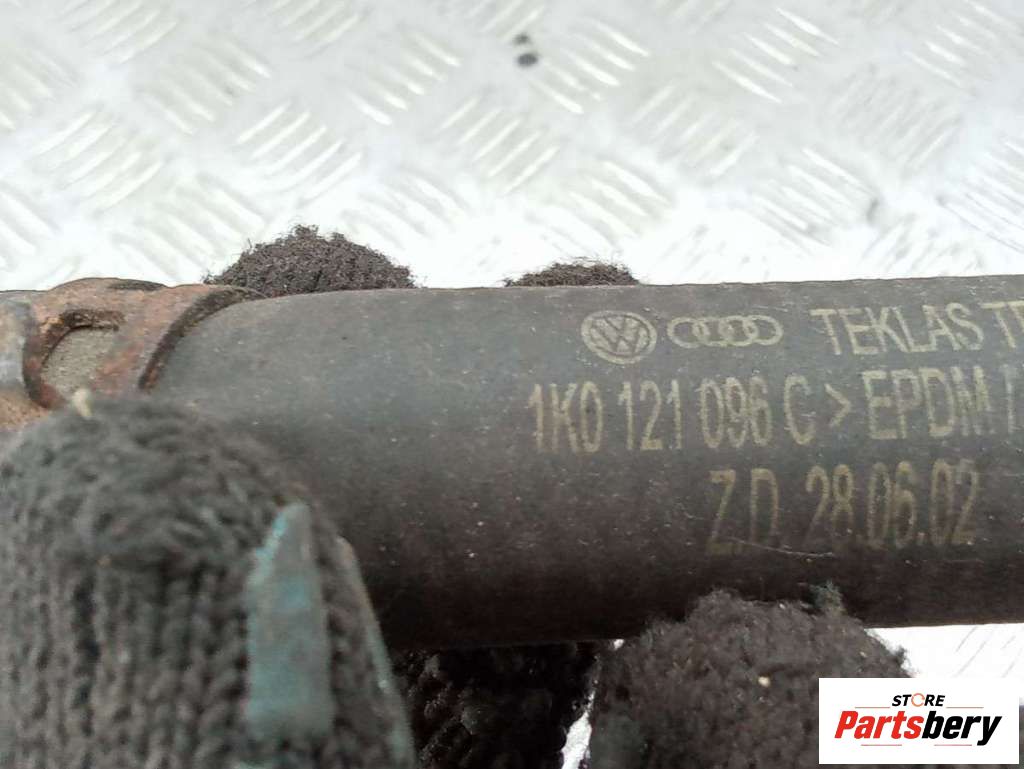 TEKLAS
1K0 121 096 C >EPDM/
Z.D. 28.06.02
STORE
Partsbery